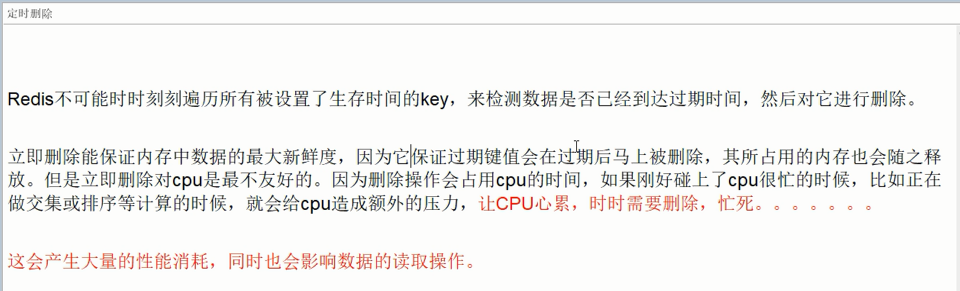 定时删除
Redis不可能时时刻刻遍历所有被设置了生存时间的key，来检测数据是否已经到达过期时间，然后对它进行删除。
立即删除能保证内存中数据的最大新鲜度，因为它保证过期键值会在过期后马上被删除，其所占用的内存也会随之释
放。但是立即删除对cpu是最不友好的。因为删除操作会占用cpu的时间，如果刚好碰上了cpu很忙的时候，比如正在
做交集或排序等计算的时候，就会给cpu造成额外的压力，让CPU心累，时时需要删除，忙死。。。。。。。
这会产生大量的性能消耗，同时也会影响数据的读取操作。